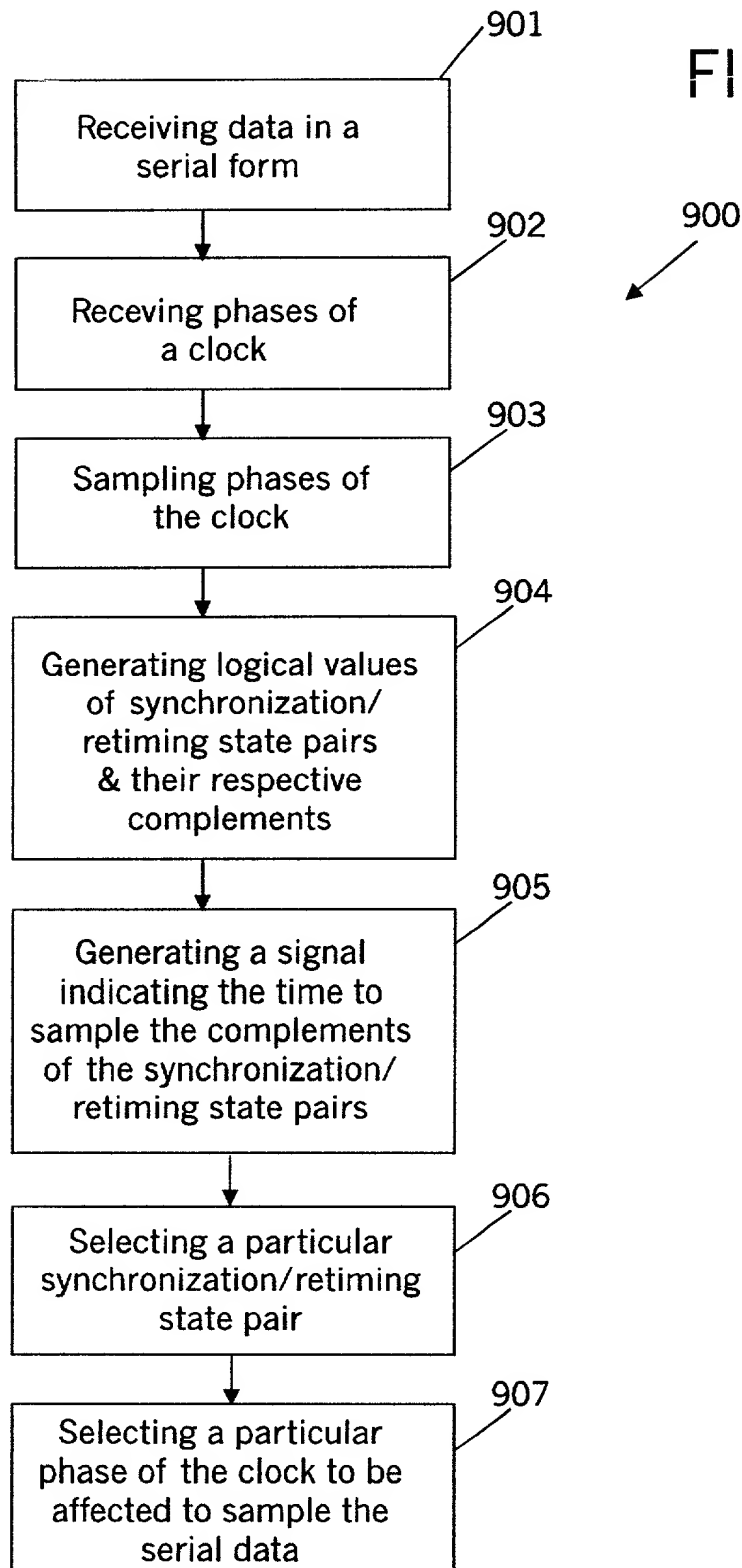 901
FI
Receiving data in a
serial form
902
900
Receving phases of
a clock
903
Sampling phases of
the clock
904
Generating logical values
of synchronization/
retiming state pairs
& their respective
complements
905
Generating a signal
indicating the time to
sample the complements
of the synchronization/
retiming state pairs
906
Selecting a particular
synchronization/retiming
state pair
907
Selecting a particular
phase of the clock to be
affected to sample the
serial data